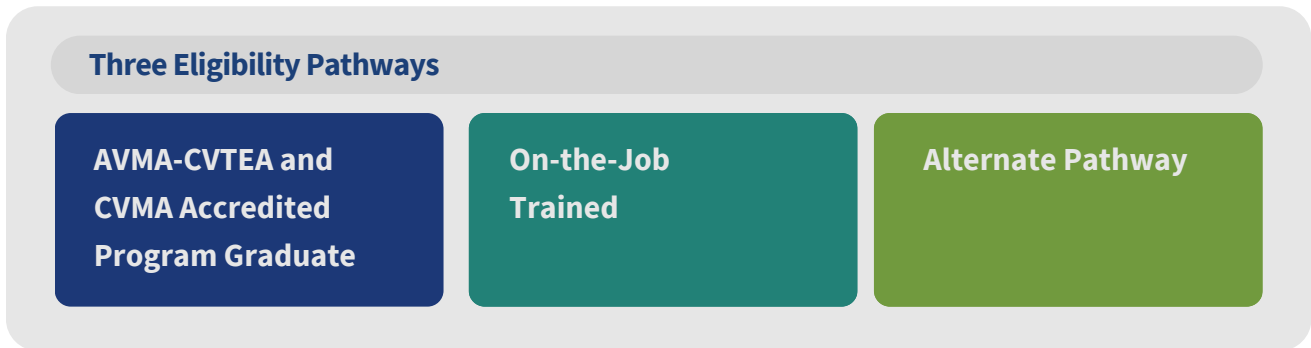 Three Eligibility Pathways
AVMA-CVTEA and
CVMA Accredited
Program Graduate
On-the-Job
Trained
Alternate Pathway